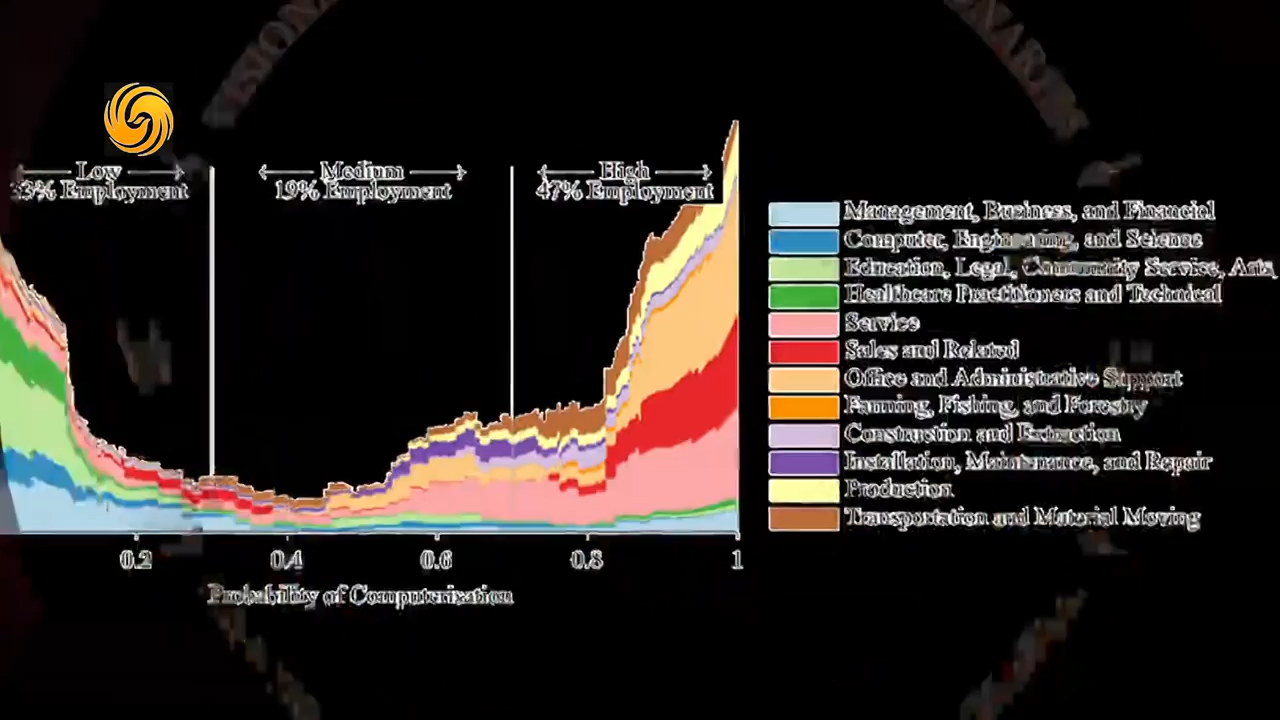 Low
33% Employment
Medium
19% Employment
High
47% Employment
Management, Business, and Financial
Computer, Engineering, and Science
Education, Legal, Community Service, Arts,
Healthcare Practitioners and Technical
Service
Sales and Related
Office and Administrative Support
Farming, Fishing, and Forestry
Construction and Extraction
Installation, Maintenance, and Repair
Production
Transportation and Material Moving
0.2
0.4
0.6
0.8
1
Probability of Computerisation